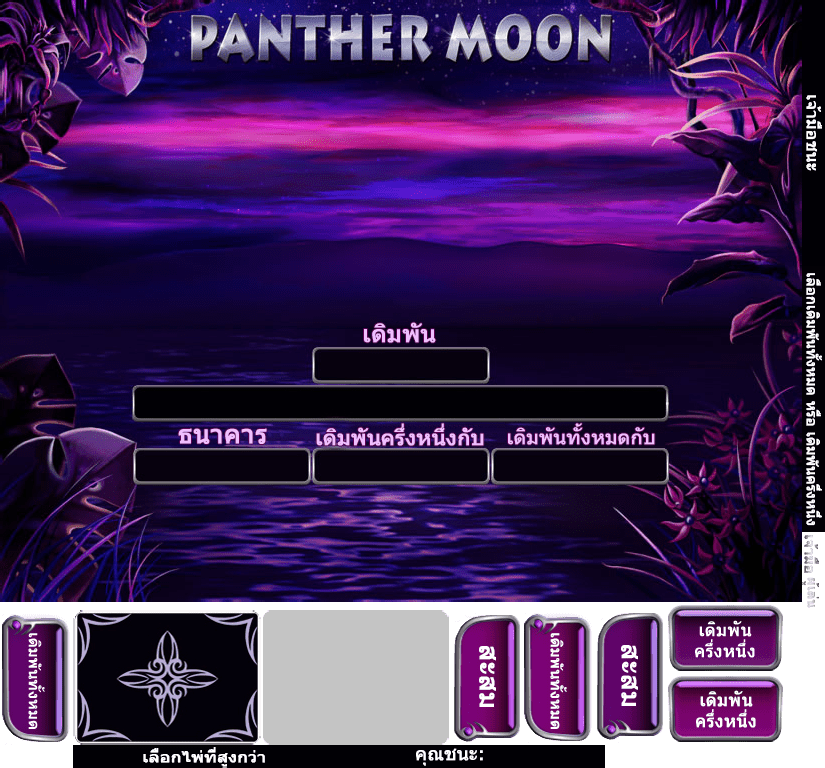 PANTHER MOON
เดิมพัน
ธนาคาร
เดิมพันครึ่งหนึ่งกับ
เดิมพันทั้งหมดกับ
เจ้ามือชนะ
เลือกเดิมพันทั้งหมด หรือ เดิมพันครึ่งหนึ่ง
เดิมพันทั้งหมด
สะสม
เดิมพันทั้งหมด
สะสม
เดิมพัน
ครึ่งหนึ่ง
เดิมพัน
ครึ่งหนึ่ง
เลือกไพ่ที่สูงกว่า
คุณชนะ: